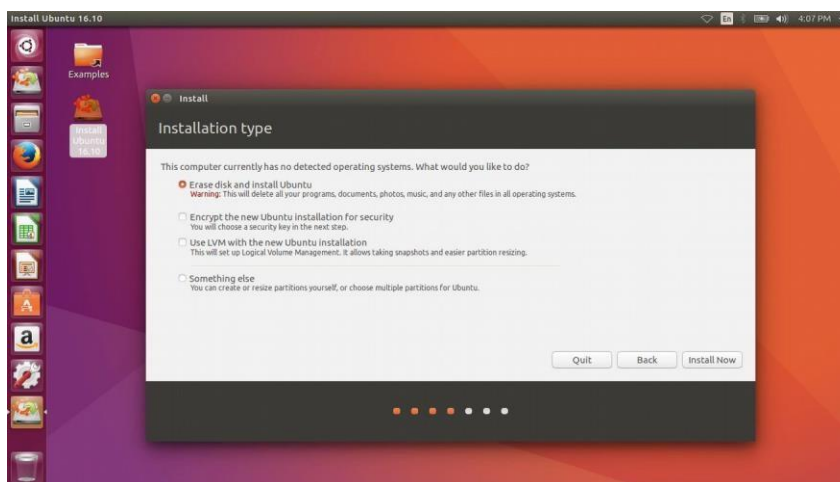 Install Ubuntu 16.10
En
4:07 PM
Examples
Install
Ubuntu
16.10
Install
Installation type
This computer currently has no detected operating systems. What would you like to do?
Erase disk and install Ubuntu
Warning: This will delete all your programs, documents, photos, music, and any other files in all operating systems.
Encrypt the new Ubuntu installation for security
You will choose a security key in the next step.
Use LVM with the new Ubuntu installation
This will set up Logical Volume Management. It allows taking snapshots and easier partition resizing.
Something else
You can create or resize partitions yourself, or choose multiple partitions for Ubuntu.
Quit
Back
Install Now
a